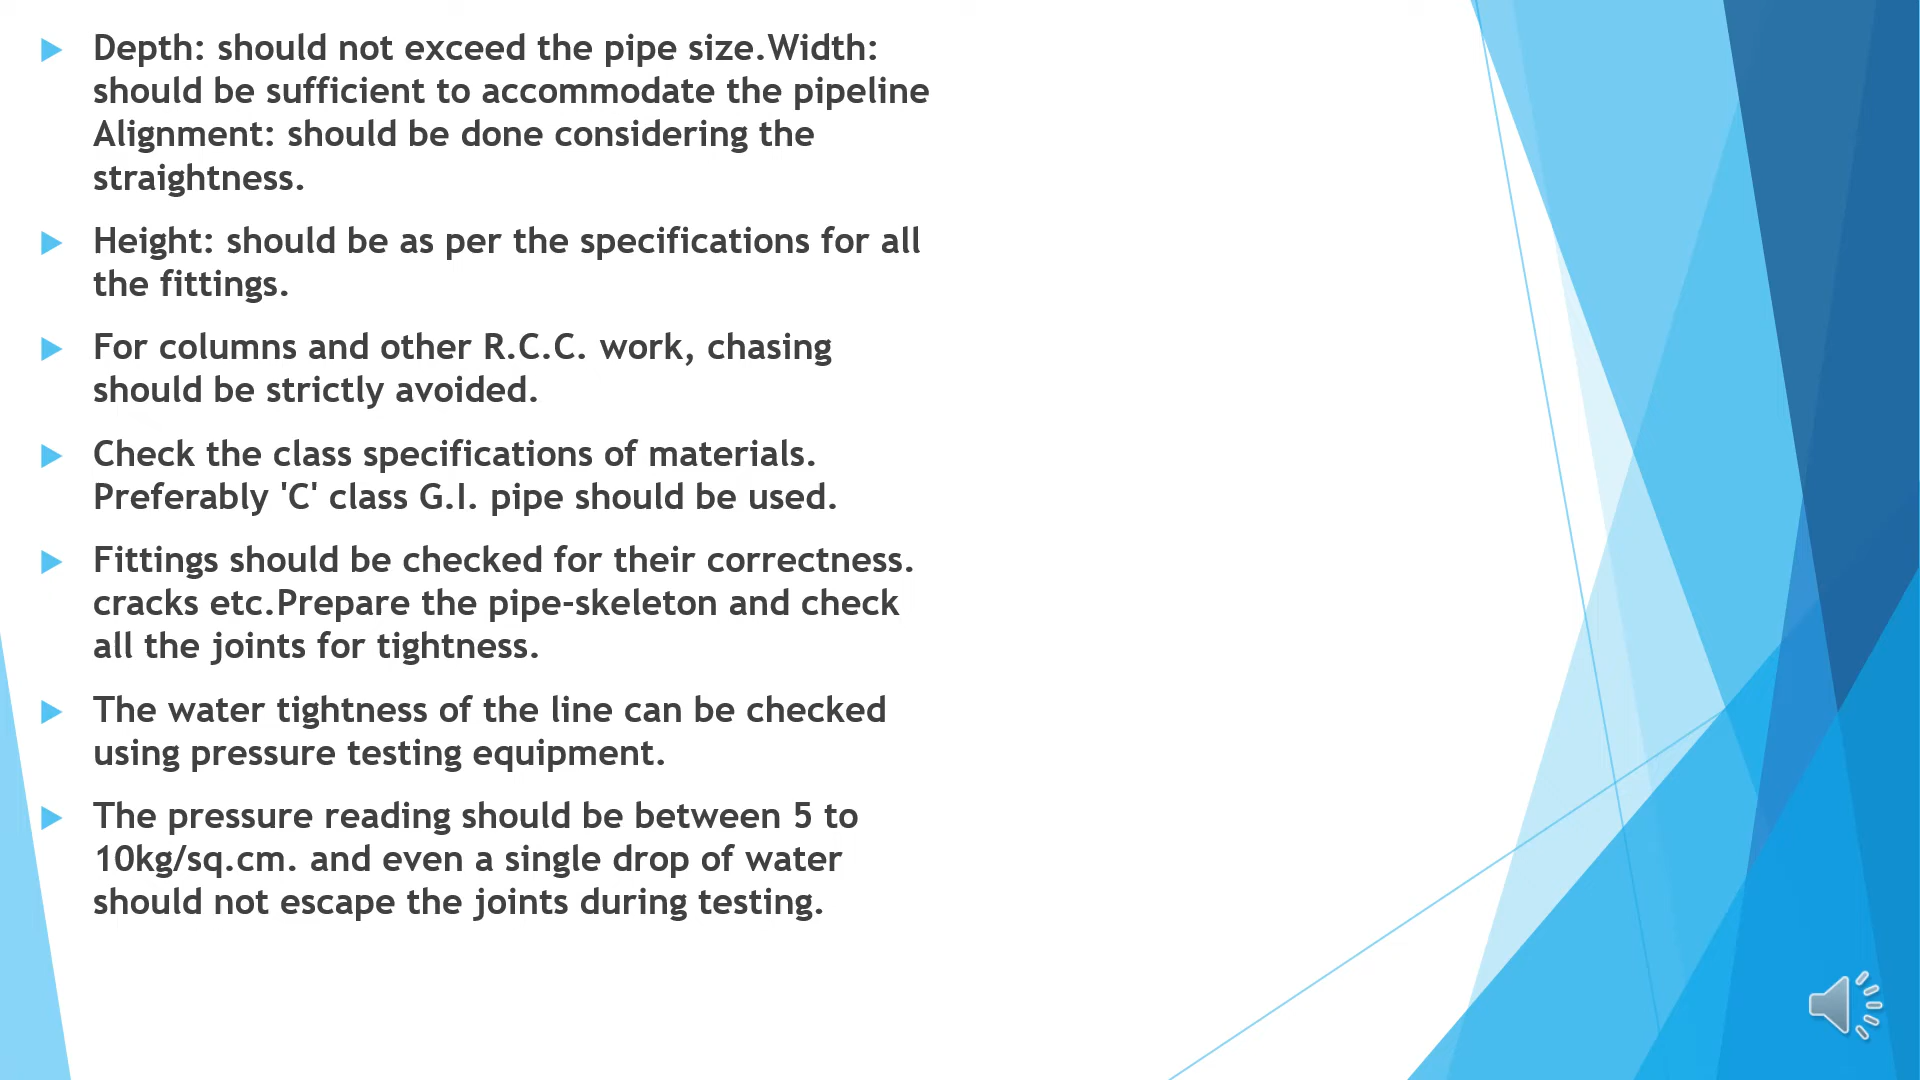 Depth: should not exceed the pipe size.Width:
should be sufficient to accommodate the pipeline
Alignment: should be done considering the
straightness.
Height: should be as per the specifications for all
the fittings.
For columns and other R.C.C. work, chasing
should be strictly avoided.
Check the class specifications of materials.
Preferably 'C' class G.I. pipe should be used.
Fittings should be checked for their correctness.
cracks etc.Prepare the pipe-skeleton and check
all the joints for tightness.
The water tightness of the line can be checked
using pressure testing equipment.
The pressure reading should be between 5 to
10kg/sq.cm. and even a single drop of water
should not escape the joints during testing.